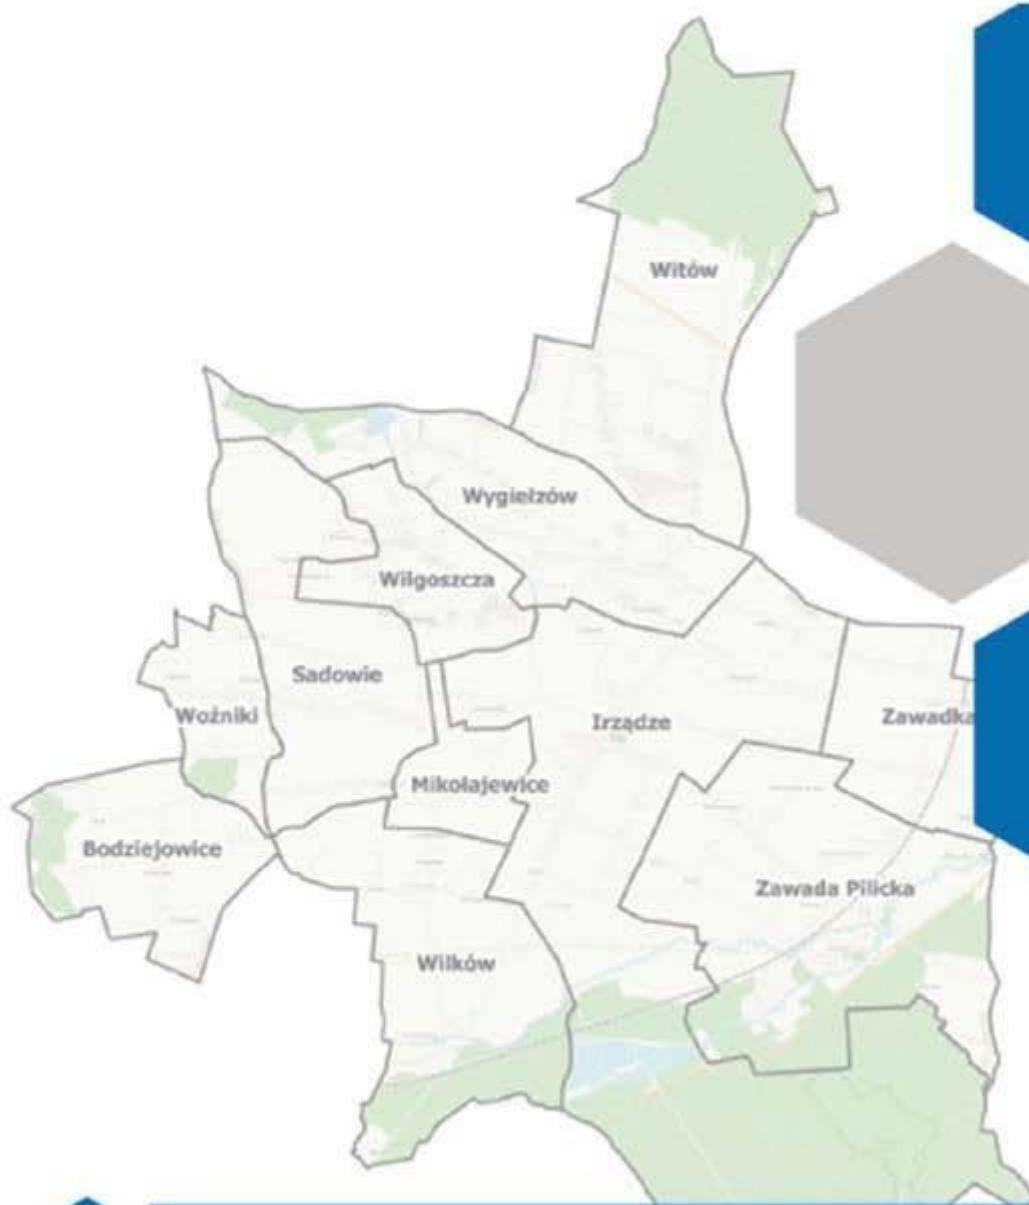 Witów
Wygiełzów
Wilgoszcza
Sadowie
Woźniki
Irządze
Zawadka
Mikołajewice
Bodziejowice
Zawada Pilicka
Wilków